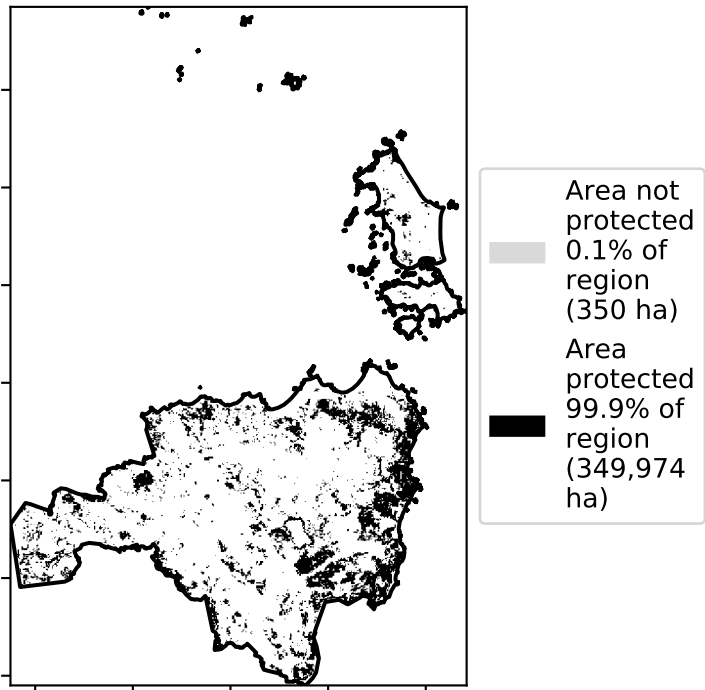 Area not
protected
0.1% of
region
(350 ha)
Area
protected
99.9% of
region
(349,974
ha)